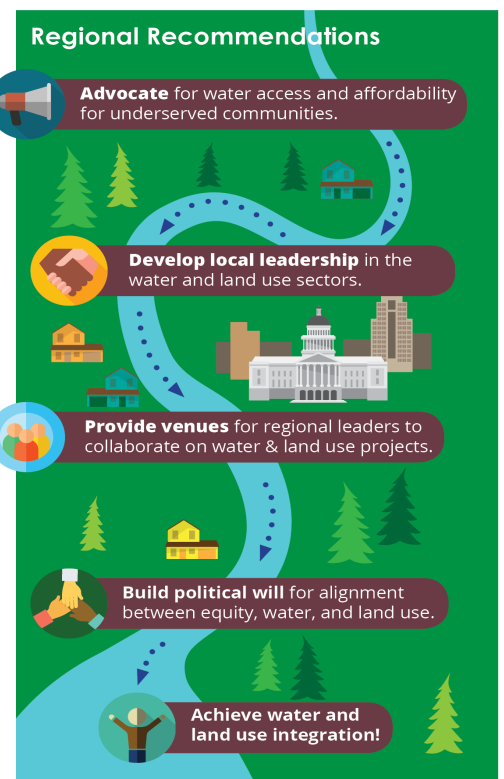 Regional Recommendations
Advocate for water access and affordability
for underserved communities.
Develop local leadership in the
water and land use sectors.
Provide venues for regional leaders to
collaborate on water & land use projects.
Build political will for alignment
between equity, water, and land use.
Achieve water and
land use integration!